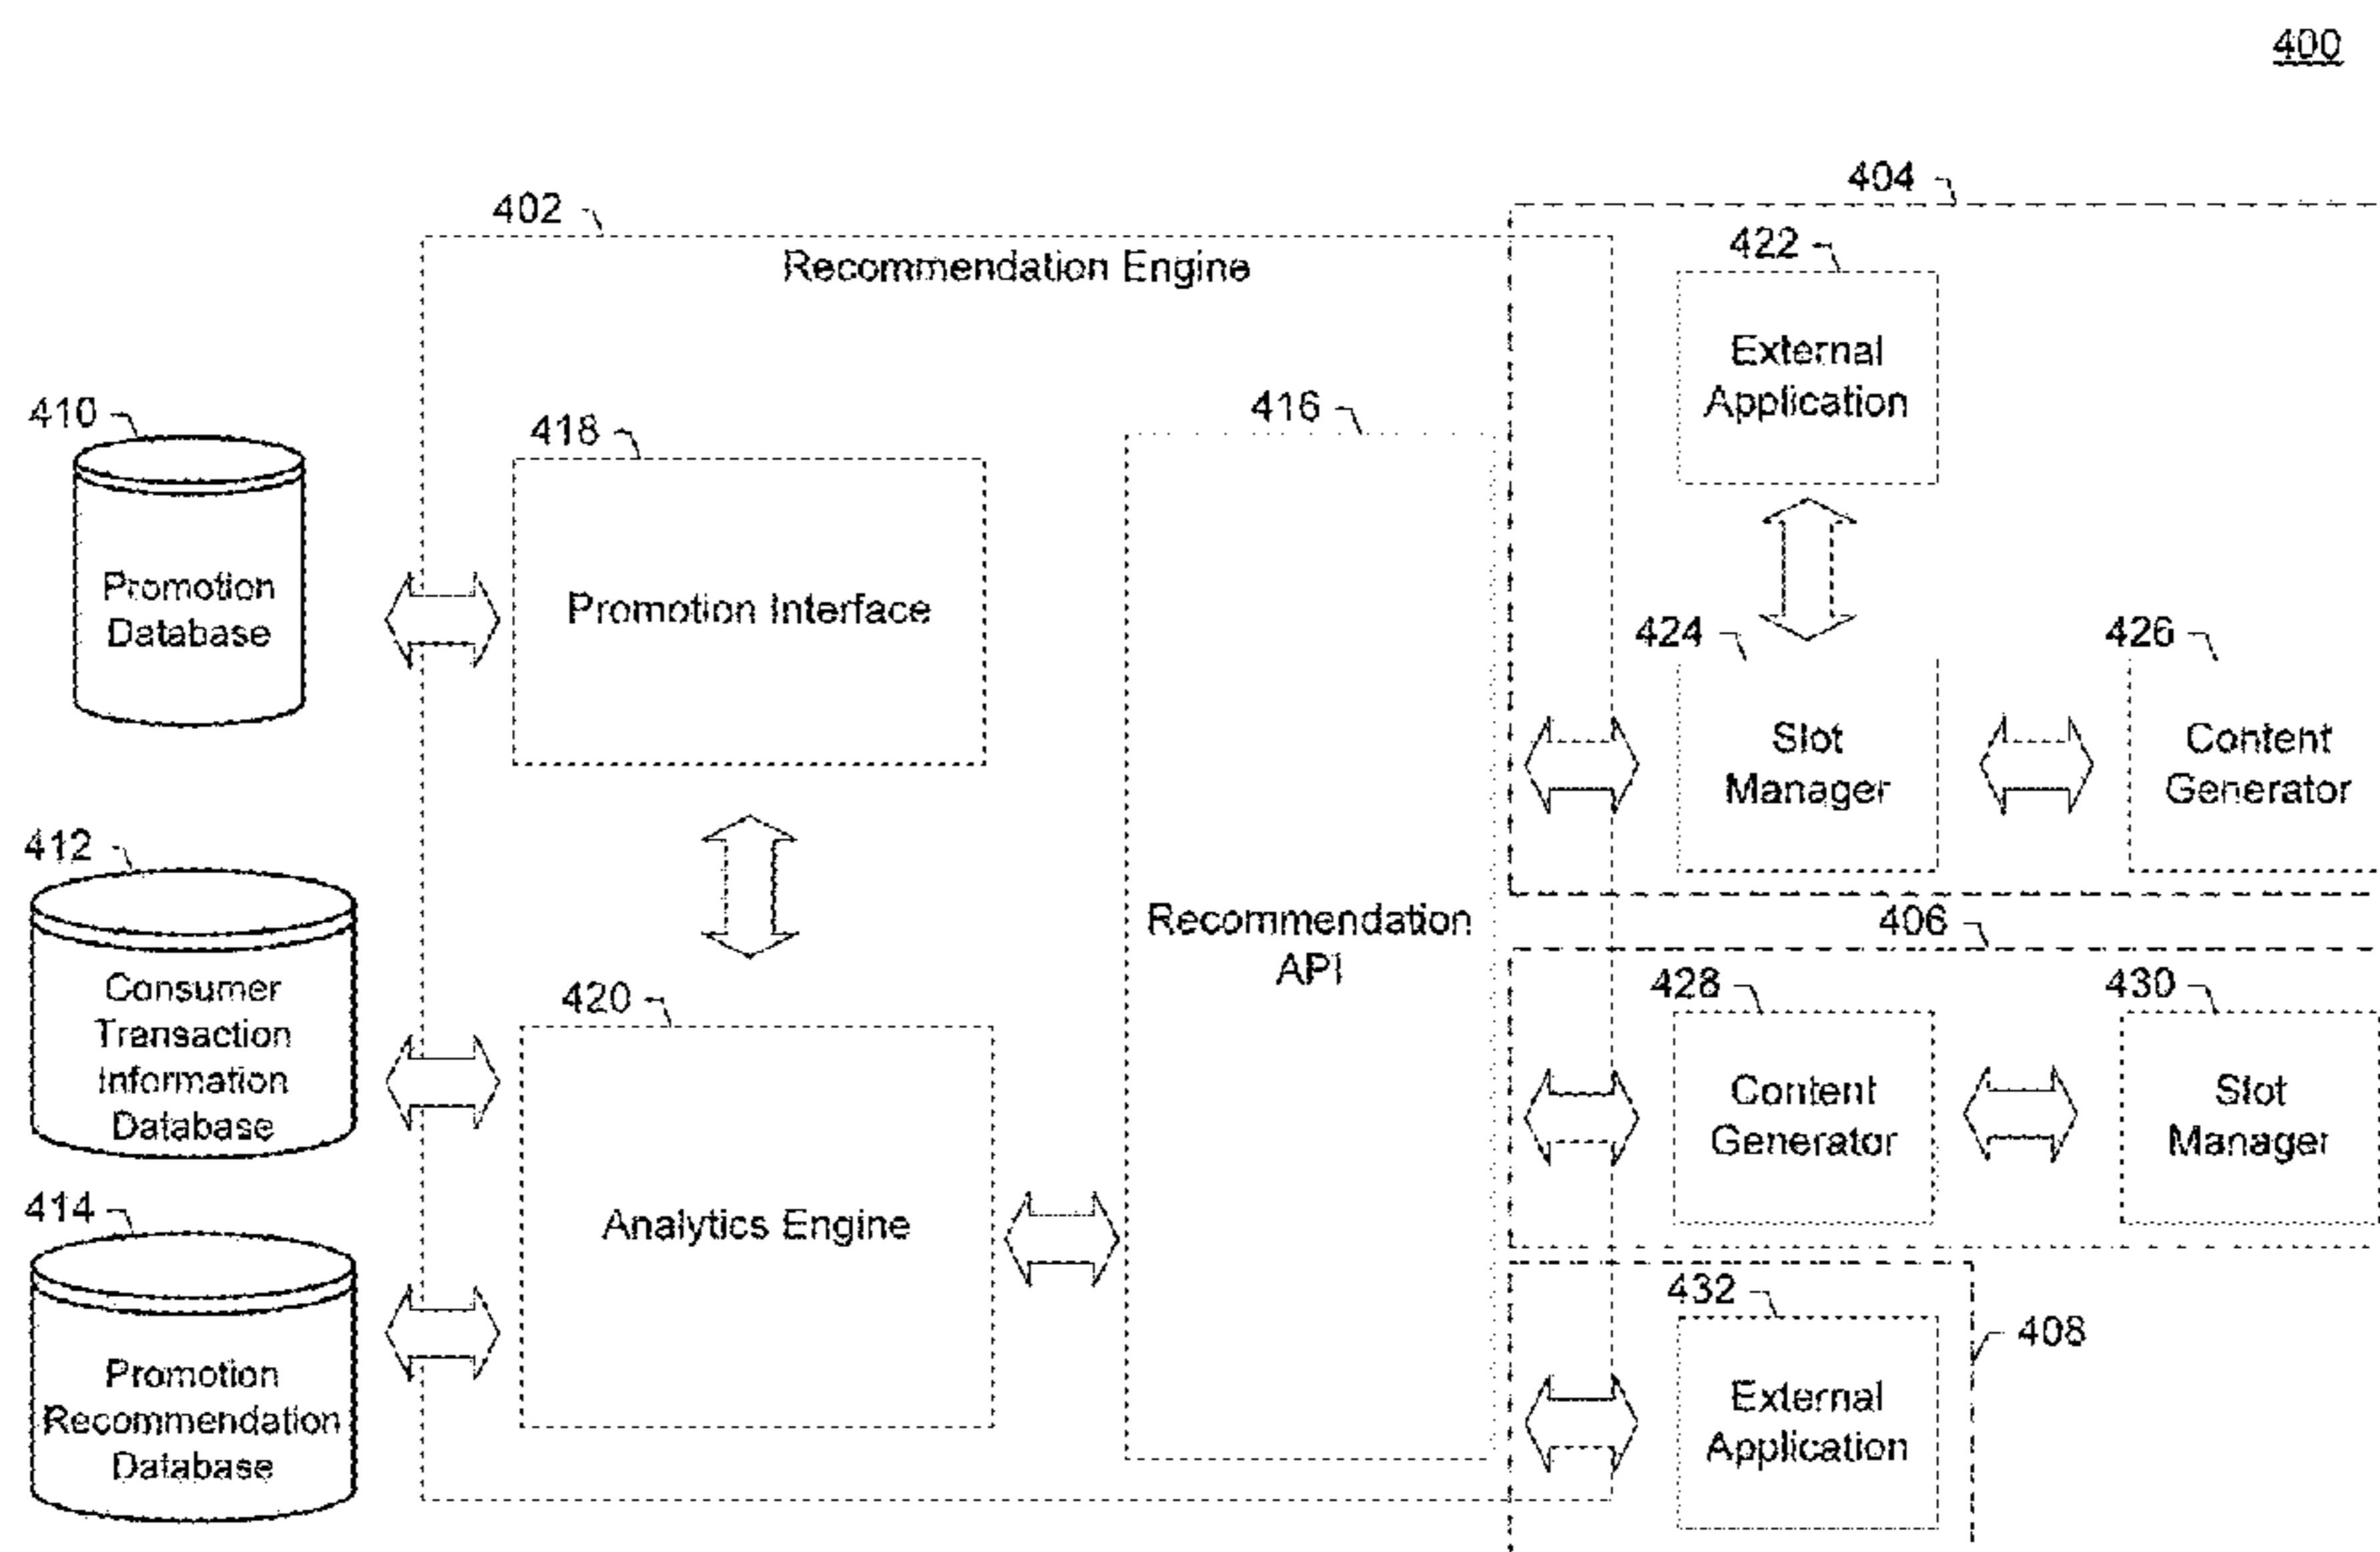 400
404
402
Recommendation Engine
422
External
Application
410
418
416
Promotion
Database
Promotion Interface
424
426
Slot
Manager
Content
Generator
412
Consumer
Transaction
Information
Database
420
Recommendation
API
406
428
430
Content
Generator
Slot
Manager
414
Promotion
Recommendation
Database
Analytics Engine
432
408
External
Application